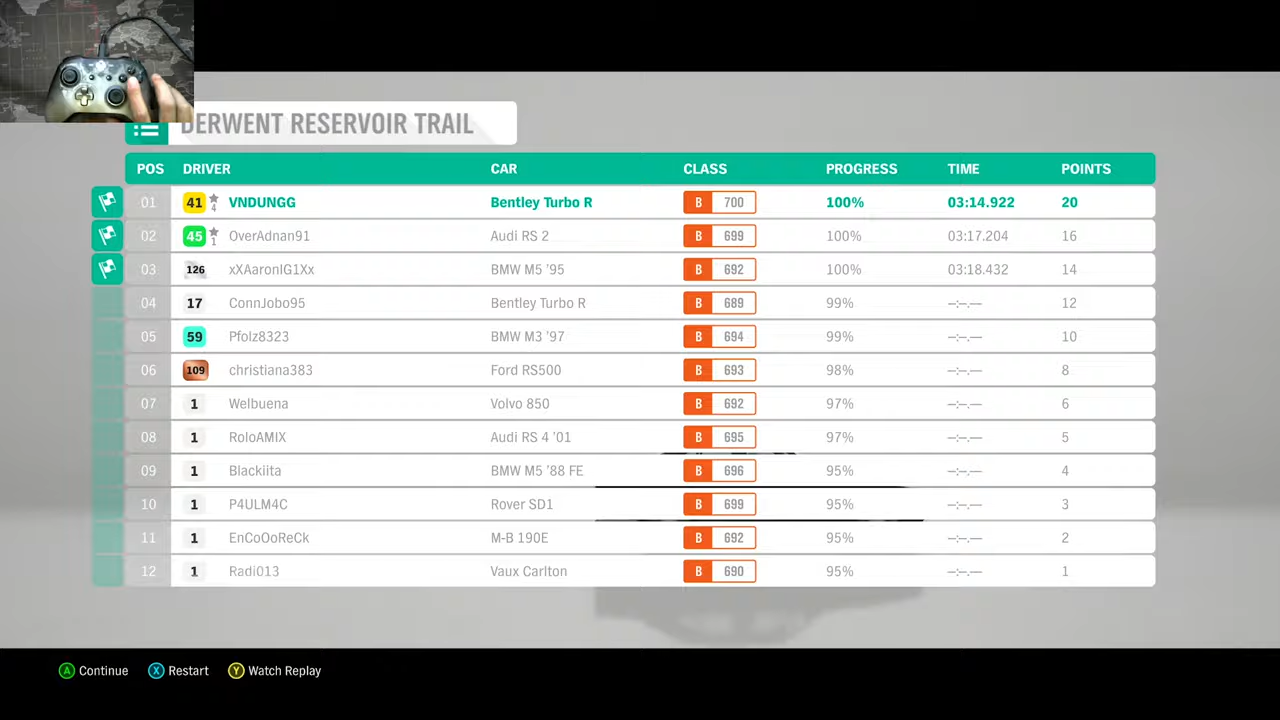 DERWENT RESERVOIR TRAIL
POS DRIVER CAR CLASS PROGRESS TIME POINTS
01 41 4 VNDUNGG Bentley Turbo R B 700 100% 03:14.922 20
02 45 1 OverAdnan91 Audi RS 2 B 699 100% 03:17.204 16
03 126 xXAaronIG1Xx BMW M5 '95 B 692 100% 03:18.432 14
04 17 ConnJobo95 Bentley Turbo R B 689 99% --:--.--- 12
05 59 Pfolz8323 BMW M3 '97 B 694 99% --:--.--- 10
06 109 christiana383 Ford RS500 B 693 98% --:--.--- 8
07 1 Welbuena Volvo 850 B 692 97% --:--.--- 6
08 1 RoloAMIX Audi RS 4 '01 B 695 97% --:--.--- 5
09 1 Blackiita BMW M5 '88 FE B 696 95% --:--.--- 4
10 1 P4ULM4C Rover SD1 B 699 95% --:--.--- 3
11 1 EnCoOoReCk M-B 190E B 692 95% --:--.--- 2
12 1 Radi013 Vaux Carlton B 690 95% --:--.--- 1
A Continue X Restart Y Watch Replay